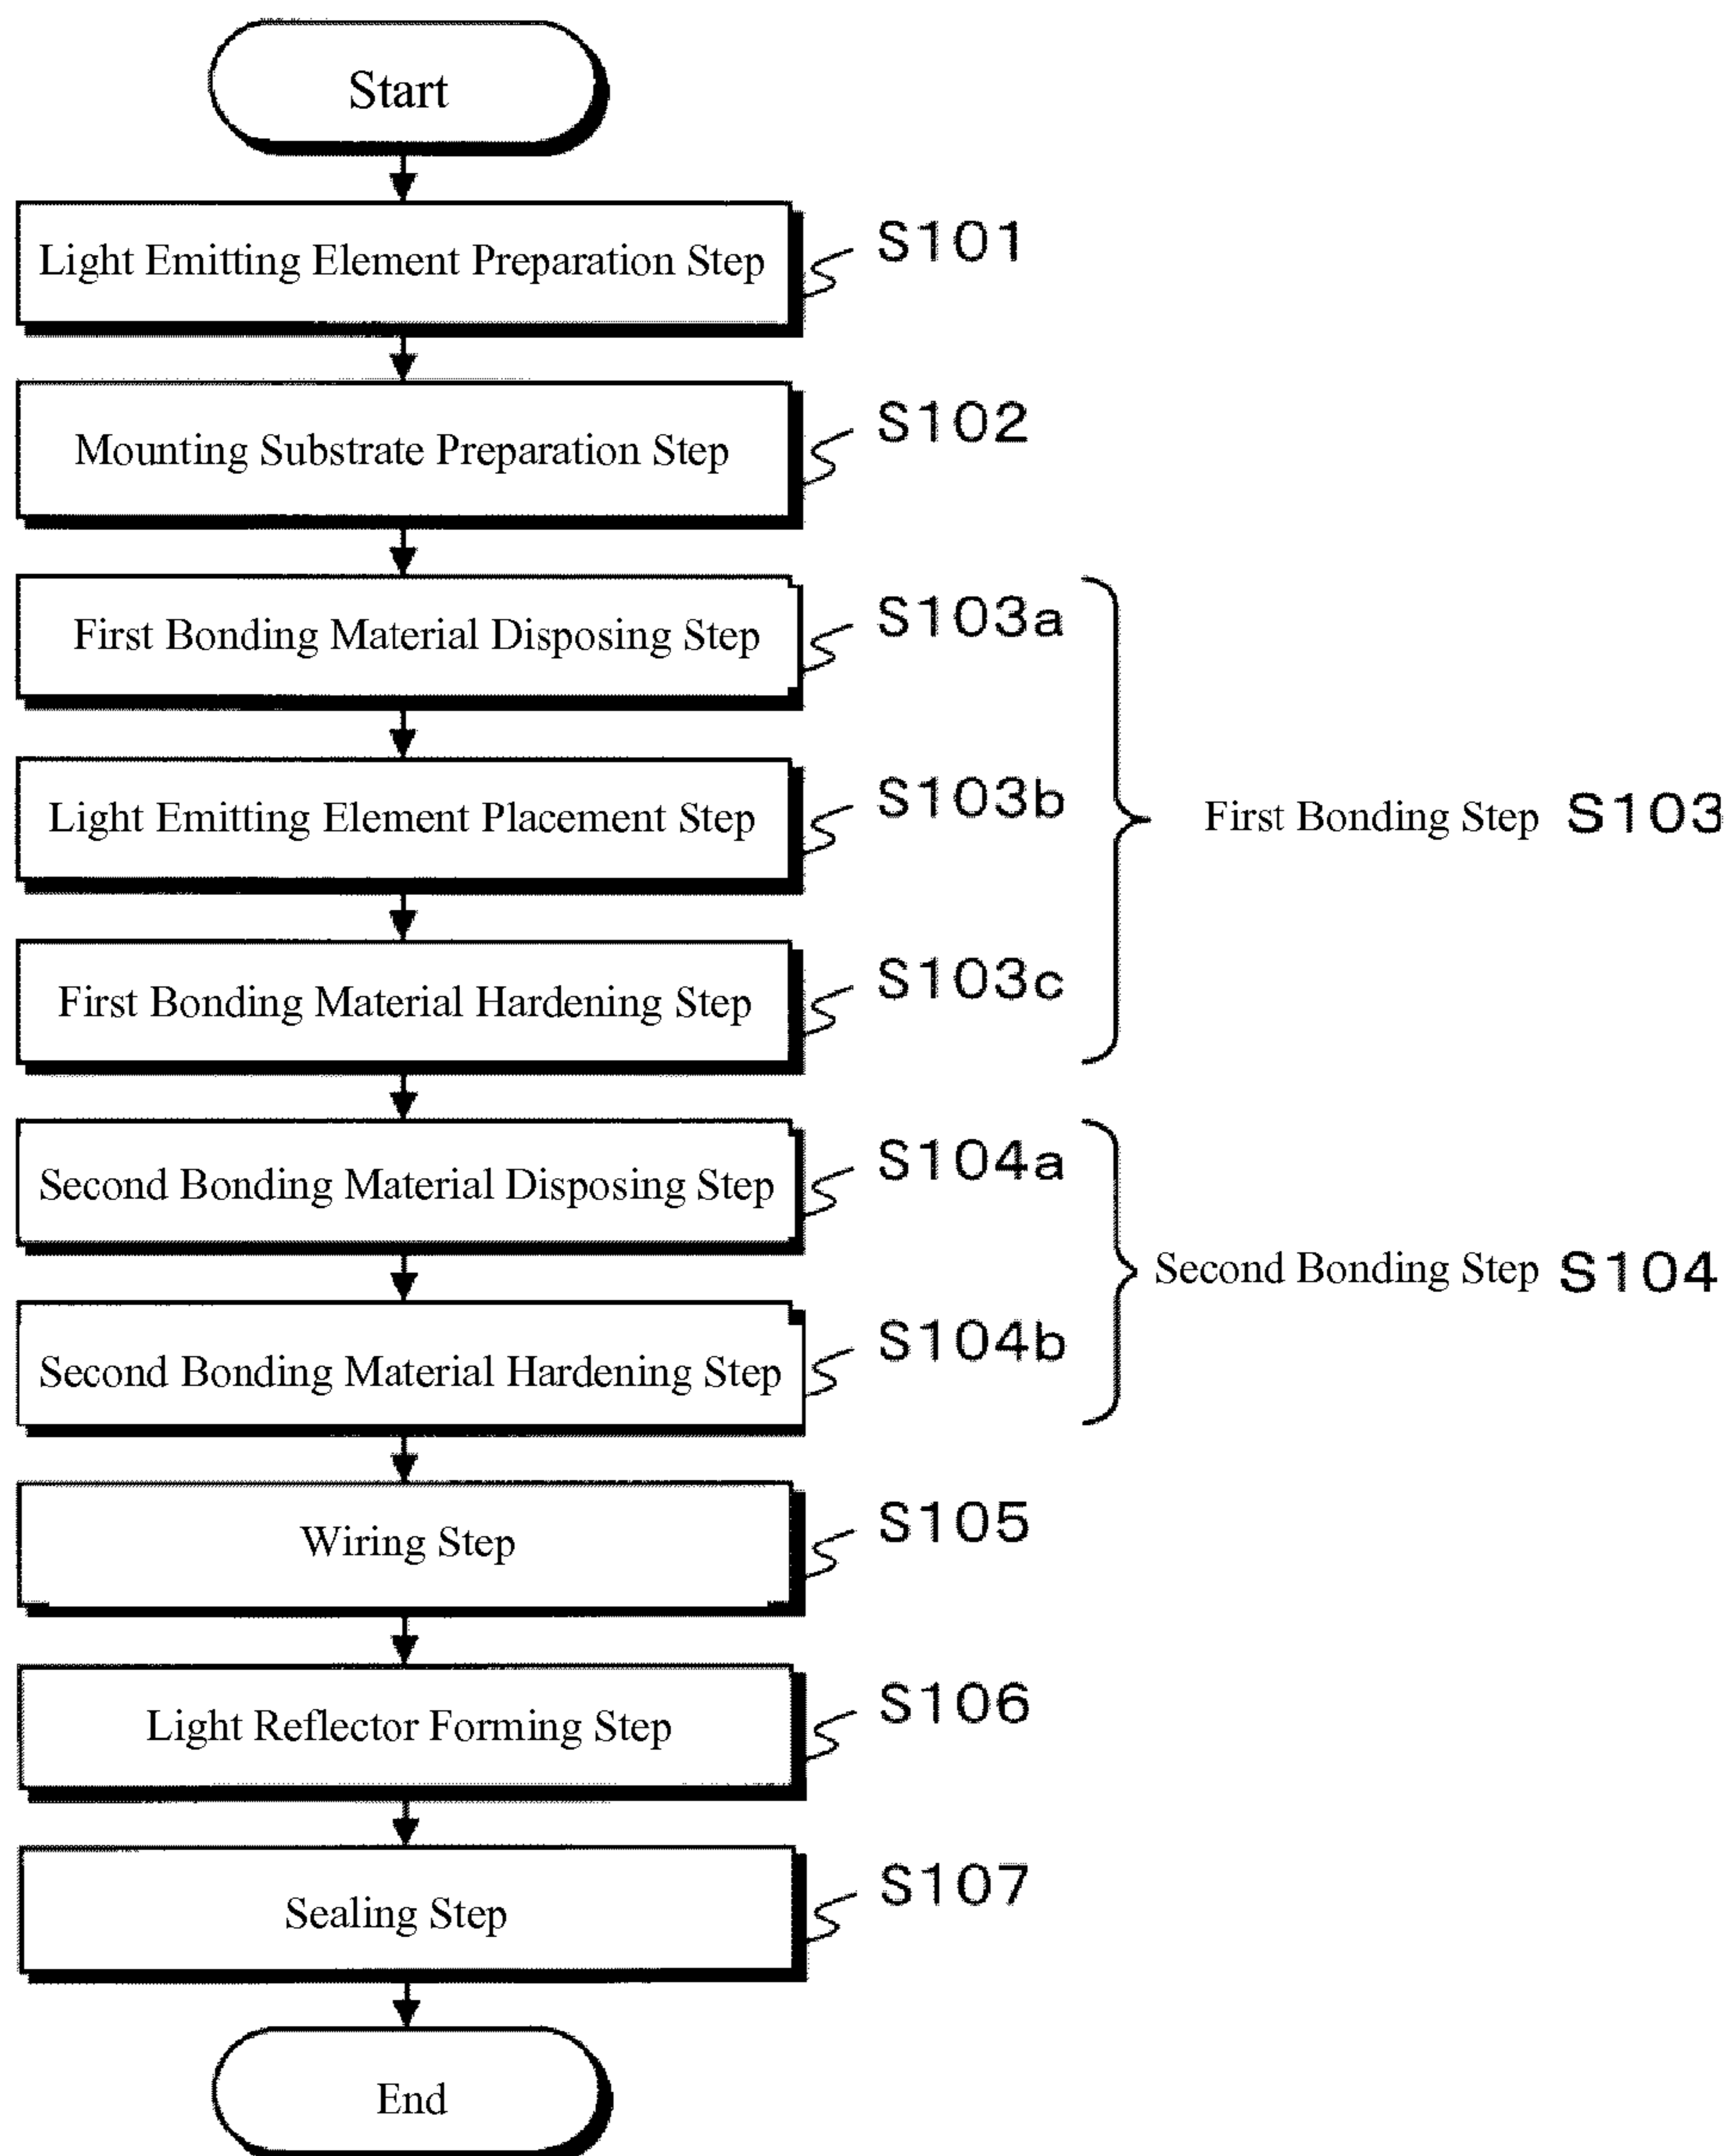 Start
Light Emitting Element Preparation Step S101
Mounting Substrate Preparation Step S102
First Bonding Material Disposing Step S103a
Light Emitting Element Placement Step S103b
First Bonding Step S103
First Bonding Material Hardening Step S103c
Second Bonding Material Disposing Step S104a
Second Bonding Step S104
Second Bonding Material Hardening Step S104b
Wiring Step S105
Light Reflector Forming Step S106
Sealing Step S107
End